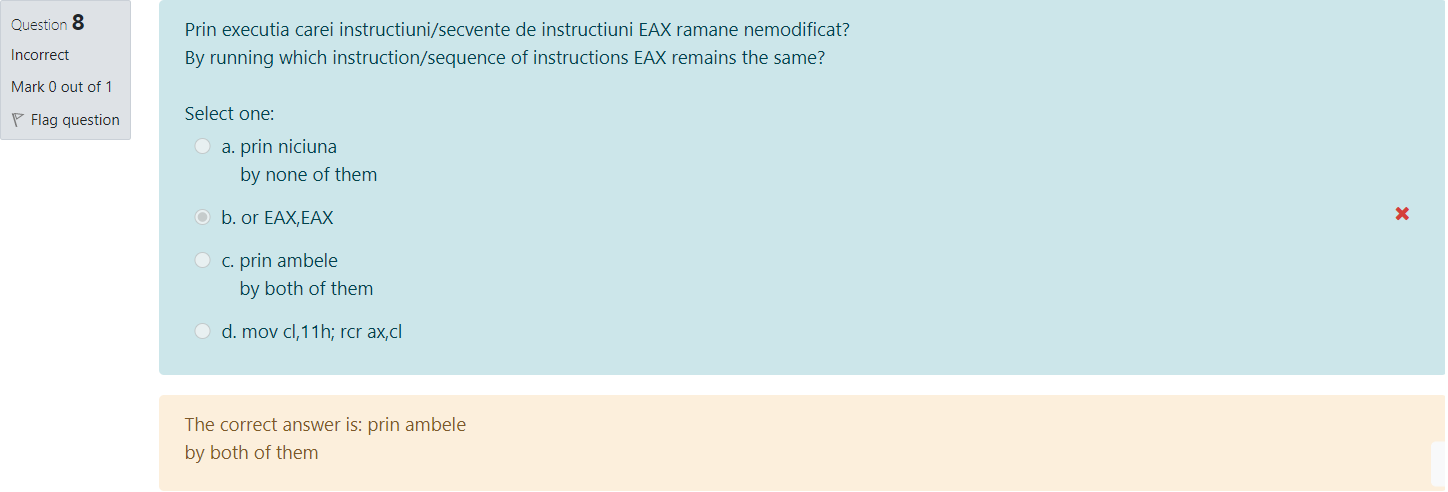 Question 8
Incorrect
Mark 0 out of 1
Flag question
Prin executia carei instructiuni/secvente de instructiuni EAX ramane nemodificat?
By running which instruction/sequence of instructions EAX remains the same?
Select one:
a. prin niciuna
by none of them
b. or EAX,EAX
c. prin ambele
by both of them
d. mov cl,11h; rcr ax,cl
The correct answer is: prin ambele
by both of them